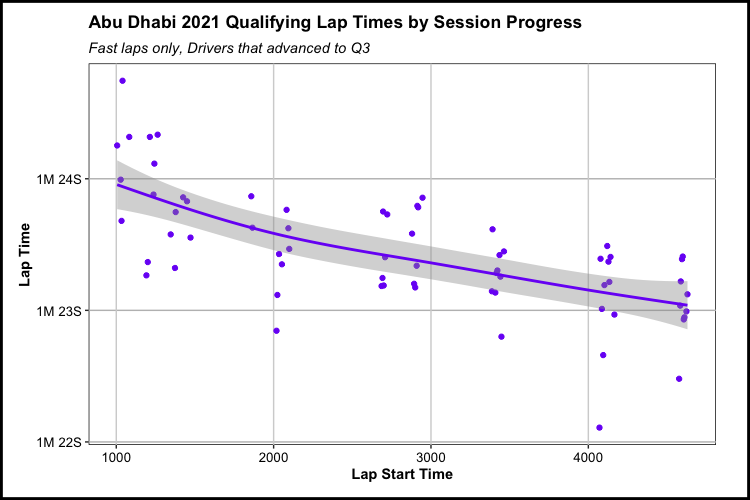 Abu Dhabi 2021 Qualifying Lap Times by Session Progress
Fast laps only, Drivers that advanced to Q3
1M 24S
1M 23S
1M 22S
Lap Time
1000 2000 3000 4000
Lap Start Time